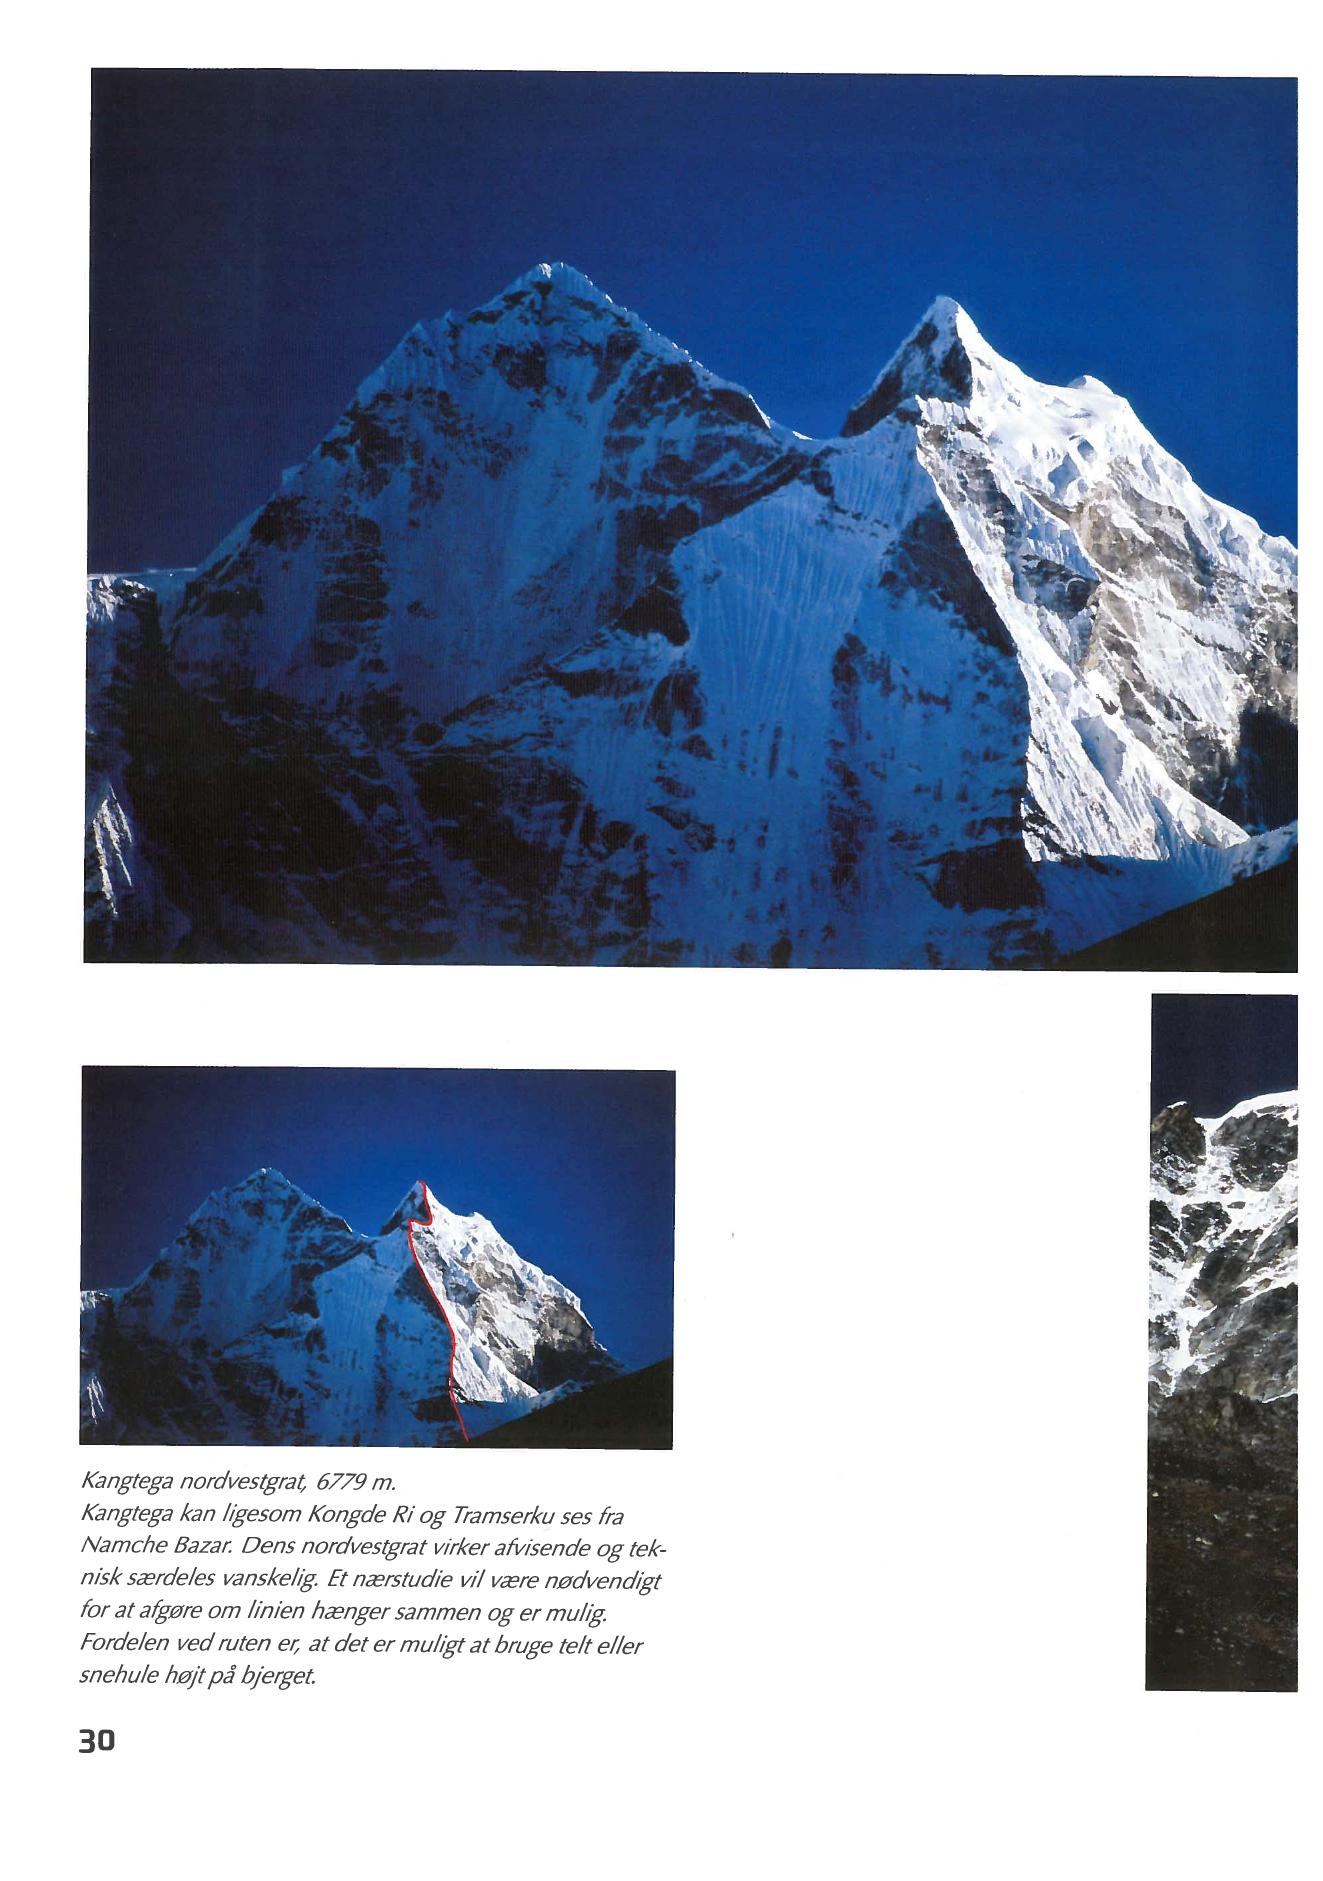 Kangtega nordvestgrat, 6779 m.
Kangtega kan ligesom Kongde Ri og Tramserku ses fra
Namche Bazar. Dens nordvestgrat virker afvisende og tek-
nisk særdeles vanskelig. Et nærstudie vil være nødvendigt
for at afgøre om linien hænger sammen og er mulig.
Fordelen ved ruten er, at det er muligt at bruge telt eller
snehule højt på bjerget.
30